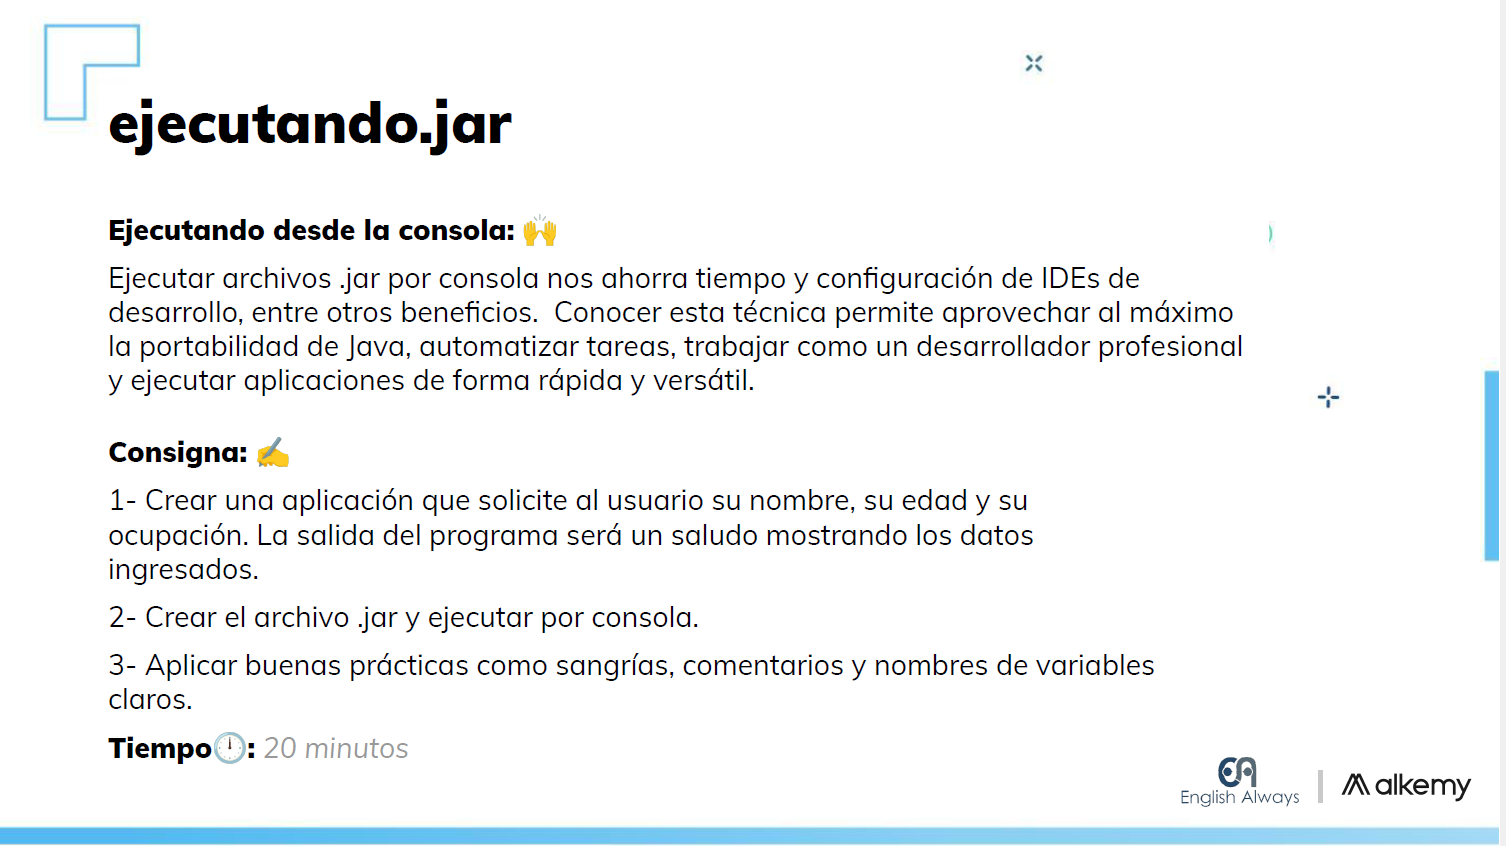 ejecutando.jar
Ejecutando desde la consola: 🙌
Ejecutar archivos .jar por consola nos ahorra tiempo y configuración de IDEs de
desarrollo, entre otros beneficios.  Conocer esta técnica permite aprovechar al máximo
la portabilidad de Java, automatizar tareas, trabajar como un desarrollador profesional
y ejecutar aplicaciones de forma rápida y versátil.
Consigna: ✍️
1- Crear una aplicación que solicite al usuario su nombre, su edad y su
ocupación. La salida del programa será un saludo mostrando los datos
ingresados.
2- Crear el archivo .jar y ejecutar por consola.
3- Aplicar buenas prácticas como sangrías, comentarios y nombres de variables
claros.
Tiempo🕛: 20 minutos
EA
English Always
alkemy